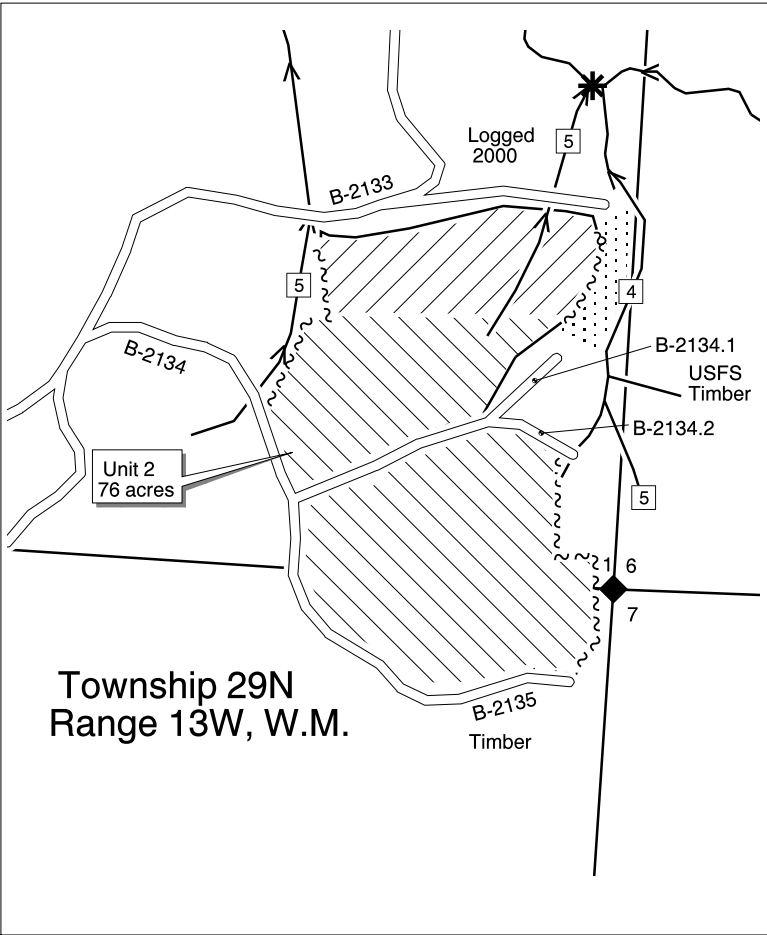 Logged
2000
5
B-2133
5
4
B-2134
B-2134.1
USFS
Timber
B-2134.2
Unit 2
76 acres
5
1 6
7
Township 29N
Range 13W, W.M.
B-2135
Timber